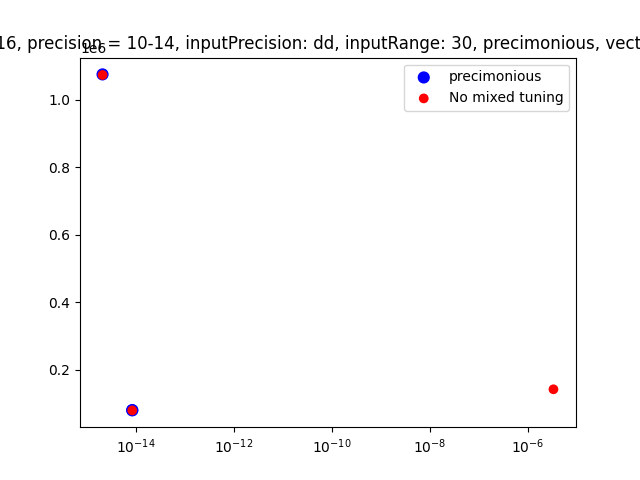 16, precision = 10-14, inputPrecision: dd, inputRange: 30, precimonious, vect
1e6
precimonious
No mixed tuning
1.0
0.8
0.6
0.4
0.2
10⁻¹⁴ 10⁻¹² 10⁻¹⁰ 10⁻⁸ 10⁻⁶